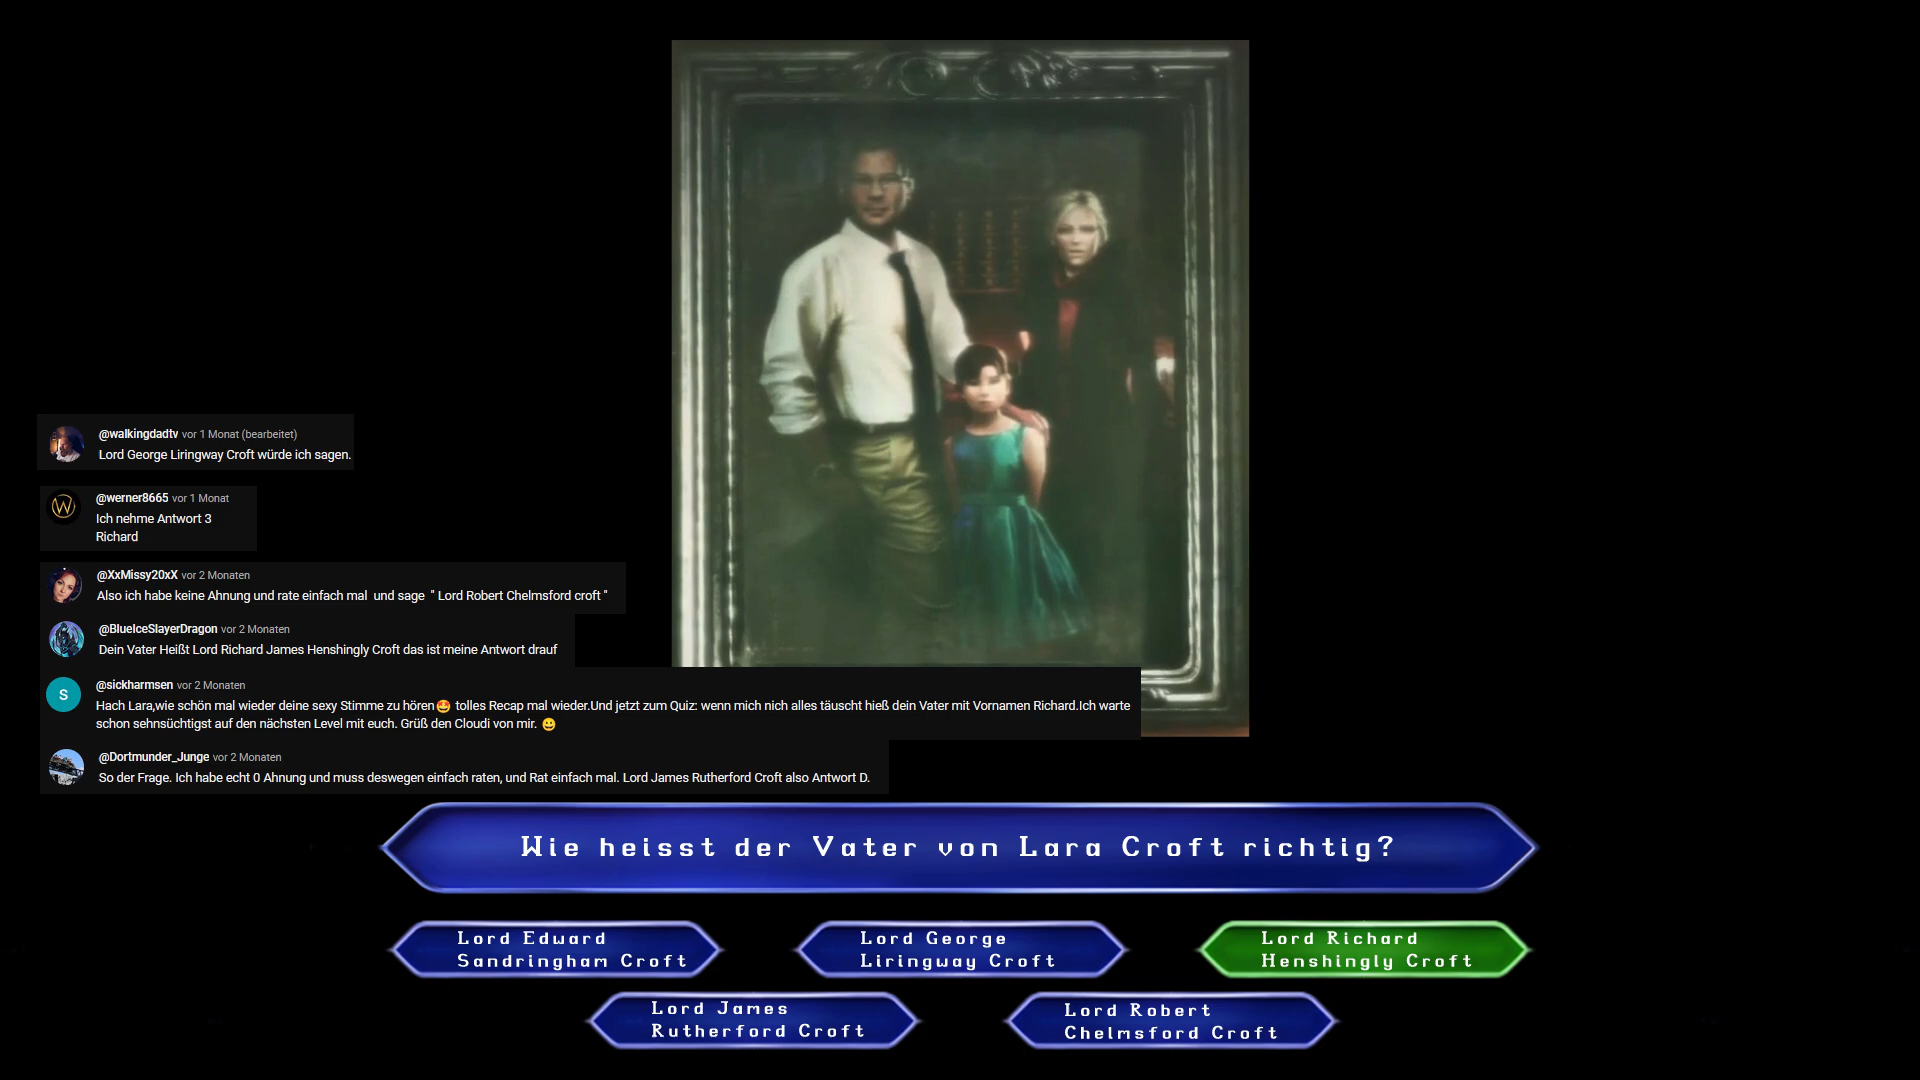 @walkingdadtv vor 1 Monat (bearbeitet)
Lord George Liringway Croft würde ich sagen.
@werner8665 vor 1 Monat
Ich nehme Antwort 3
Richard
@XxMissy20xX vor 2 Monaten
Also ich habe keine Ahnung und rate einfach mal und sage " Lord Robert Chelmsford croft "
@BlueIceSlayerDragon vor 2 Monaten
Dein Vater Heißt Lord Richard James Henshingly Croft das ist meine Antwort drauf
S
@sickharmsen vor 2 Monaten
Hach Lara,wie schön mal wieder deine sexy Stimme zu hören🤩 tolles Recap mal wieder.Und jetzt zum Quiz: wenn mich nich alles täuscht hieß dein Vater mit Vornamen Richard.Ich warte
schon sehnsüchtigst auf den nächsten Level mit euch. Grüß den Cloudi von mir. 😀
@Dortmunder_Junge vor 2 Monaten
So der Frage. Ich habe echt 0 Ahnung und muss deswegen einfach raten, und Rat einfach mal. Lord James Rutherford Croft also Antwort D.
Wie heisst der Vater von Lara Croft richtig?
Lord Edward
Sandringham Croft
Lord George
Liringway Croft
Lord Richard
Henshingly Croft
Lord James
Rutherford Croft
Lord Robert
Chelmsford Croft